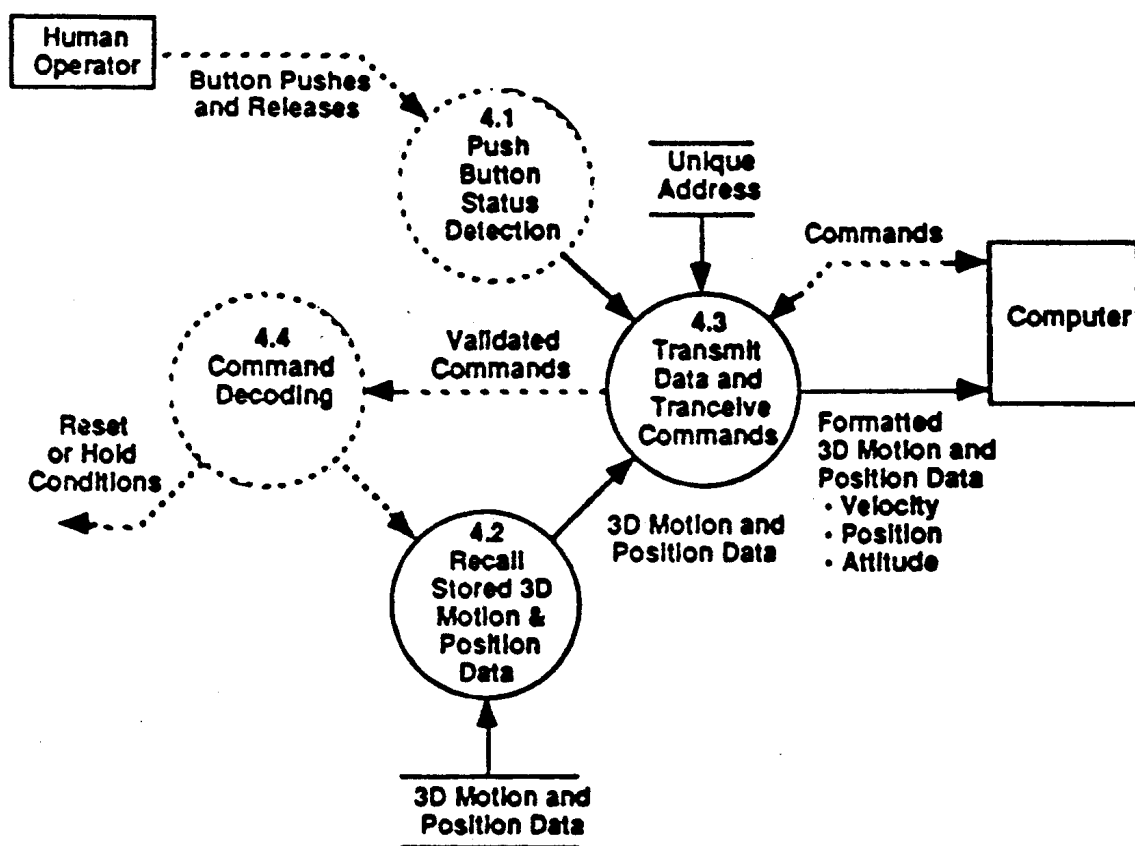 Human
Operator
Button Pushes
and Releases
4.1
Push
Button
Status
Detection
Unique
Address
Commands
Computer
4.3
Transmit
Data and
Tranceive
Commands
Validated
Commands
4.4
Command
Decoding
Reset
or Hold
Conditions
Formatted
3D Motion and
Position Data
• Velocity
• Position
• Attitude
3D Motion and
Position Data
4.2
Recall
Stored 3D
Motion &
Position
Data
3D Motion and
Position Data